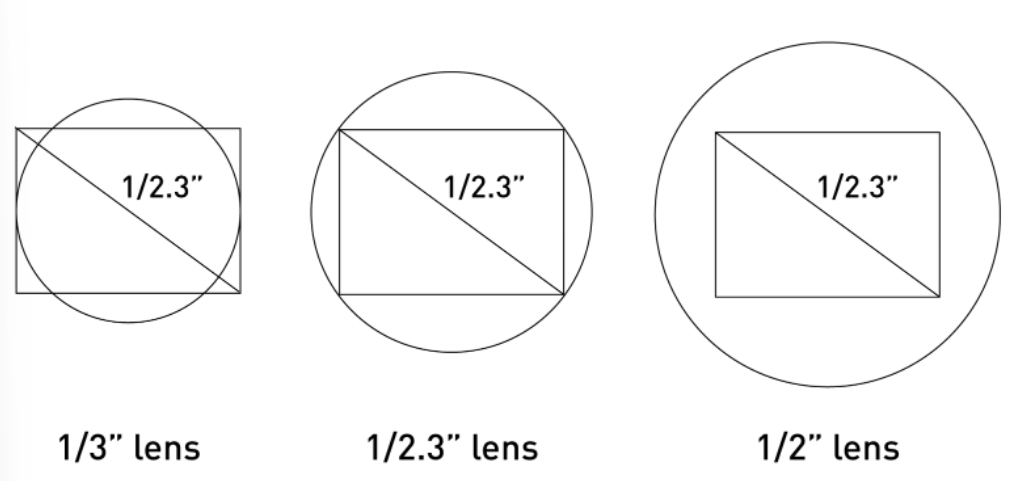 1/2.3” 1/2.3” 1/2.3”
1/3” lens 1/2.3” lens 1/2” lens